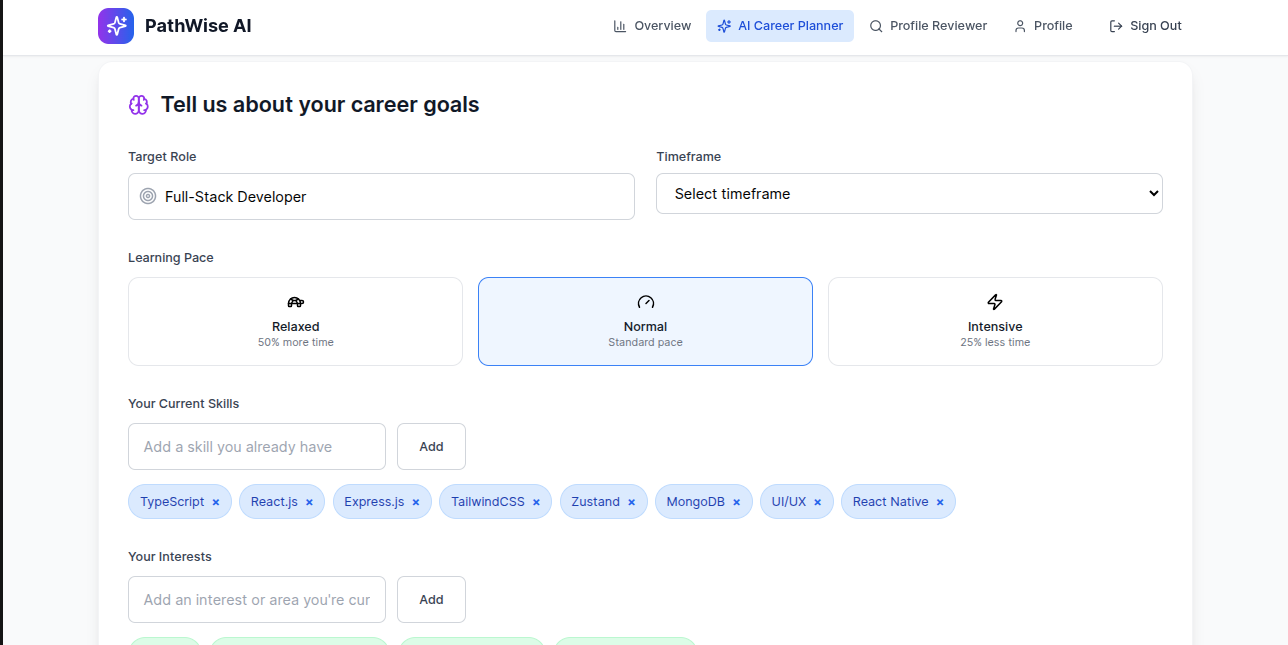 PathWise AI
Overview
AI Career Planner
Profile Reviewer
Profile
Sign Out
Tell us about your career goals
Target Role
Timeframe
Full-Stack Developer
Select timeframe
Learning Pace
Relaxed
50% more time
Normal
Standard pace
Intensive
25% less time
Your Current Skills
Add a skill you already have
Add
TypeScript ×
React.js ×
Express.js ×
TailwindCSS ×
Zustand ×
MongoDB ×
UI/UX ×
React Native ×
Your Interests
Add an interest or area you're cur
Add